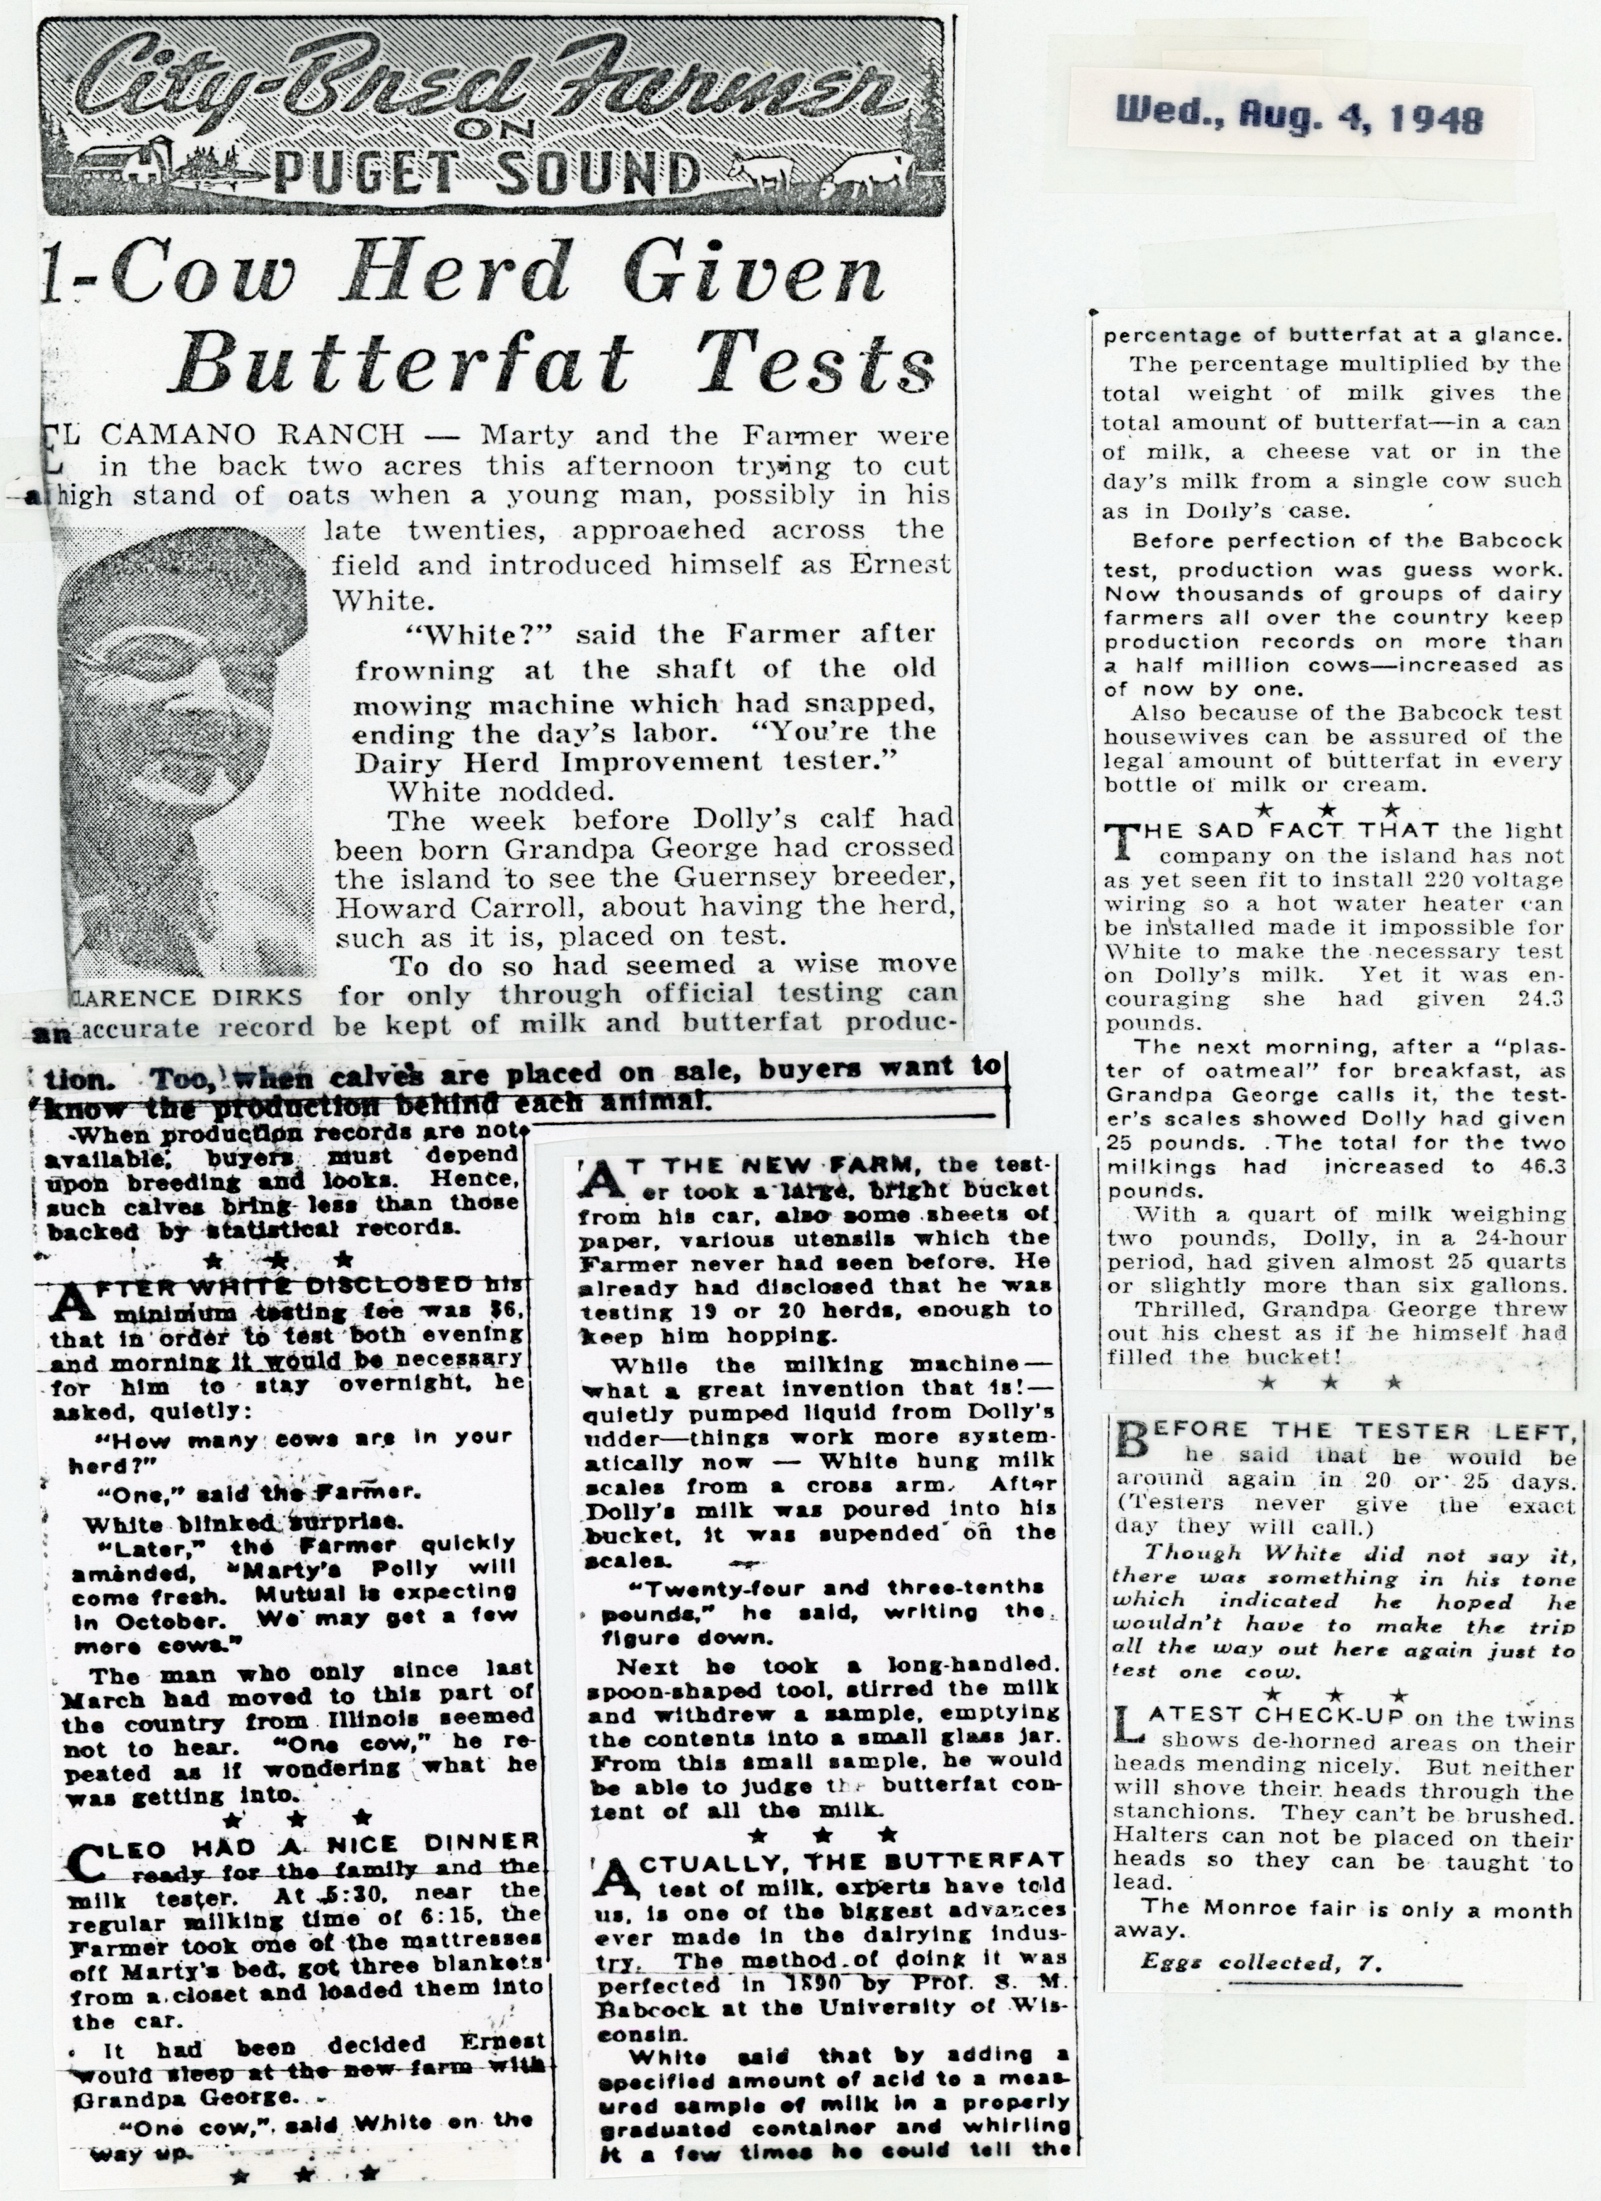 City-Bred Farmer
ON
PUGET SOUND
Wed., Aug. 4, 1948
1-Cow Herd Given
Butterfat Tests
EL CAMANO RANCH — Marty and the Farmer were
in the back two acres this afternoon trying to cut
a high stand of oats when a young man, possibly in his
late twenties, approached across the
field and introduced himself as Ernest
White.
"White?" said the Farmer after
frowning at the shaft of the old
mowing machine which had snapped,
ending the day's labor. "You're the
Dairy Herd Improvement tester."
White nodded.
The week before Dolly's calf had
been born Grandpa George had crossed
the island to see the Guernsey breeder,
Howard Carroll, about having the herd,
such as it is, placed on test.
To do so had seemed a wise move
CLARENCE DIRKS
for only through official testing can
an accurate record be kept of milk and butterfat produc-
tion. Too, when calves are placed on sale, buyers want to
know the production behind each animal.
When production records are not
available, buyers must depend
upon breeding and looks. Hence,
such calves bring less than those
backed by statistical records.
★ ★ ★
AFTER WHITE DISCLOSED his
minimum testing fee was $6,
that in order to test both evening
and morning it would be necessary
for him to stay overnight, he
asked, quietly:
"How many cows are in your
herd?"
"One," said the Farmer.
White blinked surprise.
"Later," the Farmer quickly
amended, "Marty's Polly will
come fresh. Mutual is expecting
in October. We may get a few
more cows."
The man who only since last
March had moved to this part of
the country from Illinois seemed
not to hear. "One cow," he re-
peated as if wondering what he
was getting into.
★ ★ ★
CLEO HAD A NICE DINNER
ready for the family and the
milk tester. At 5:30, near the
regular milking time of 6:15, the
Farmer took one of the mattresses
off Marty's bed, got three blankets
from a closet and loaded them into
the car.
It had been decided Ernest
would sleep at the new farm with
Grandpa George.
"One cow," said White on the
way up.
★ ★ ★
AT THE NEW FARM, the test-
er took a large, bright bucket
from his car, also some sheets of
paper, various utensils which the
Farmer never had seen before. He
already had disclosed that he was
testing 19 or 20 herds, enough to
keep him hopping.
While the milking machine—
what a great invention that is!—
quietly pumped liquid from Dolly's
udder—things work more system-
atically now — White hung milk
scales from a cross arm. After
Dolly's milk was poured into his
bucket, it was supended on the
scales.
"Twenty-four and three-tenths
pounds," he said, writing the
figure down.
Next he took a long-handled,
spoon-shaped tool, stirred the milk
and withdrew a sample, emptying
the contents into a small glass jar.
From this small sample, he would
be able to judge the butterfat con-
tent of all the milk.
★ ★ ★
ACTUALLY, THE BUTTERFAT
test of milk, experts have told
us, is one of the biggest advances
ever made in the dairying indus-
try. The method of doing it was
perfected in 1890 by Prof. S. M.
Babcock at the University of Wis-
consin.
White said that by adding a
specified amount of acid to a meas-
ured sample of milk in a properly
graduated container and whirling
it a few times he could tell the
percentage of butterfat at a glance.
The percentage multiplied by the
total weight of milk gives the
total amount of butterfat—in a can
of milk, a cheese vat or in the
day's milk from a single cow such
as in Dolly's case.
Before perfection of the Babcock
test, production was guess work.
Now thousands of groups of dairy
farmers all over the country keep
production records on more than
a half million cows—increased as
of now by one.
Also because of the Babcock test
housewives can be assured of the
legal amount of butterfat in every
bottle of milk or cream.
★ ★ ★
THE SAD FACT THAT the light
company on the island has not
as yet seen fit to install 220 voltage
wiring so a hot water heater can
be installed made it impossible for
White to make the necessary test
on Dolly's milk. Yet it was en-
couraging she had given 24.3
pounds.
The next morning, after a "plas-
ter of oatmeal" for breakfast, as
Grandpa George calls it, the test-
er's scales showed Dolly had given
25 pounds. The total for the two
milkings had increased to 46.3
pounds.
With a quart of milk weighing
two pounds, Dolly, in a 24-hour
period, had given almost 25 quarts
or slightly more than six gallons.
Thrilled, Grandpa George threw
out his chest as if he himself had
filled the bucket!
★ ★ ★
BEFORE THE TESTER LEFT,
he said that he would be
around again in 20 or 25 days.
(Testers never give the exact
day they will call.)
Though White did not say it,
there was something in his tone
which indicated he hoped he
wouldn't have to make the trip
all the way out here again just to
test one cow.
★ ★ ★
LATEST CHECK-UP on the twins
shows de-horned areas on their
heads mending nicely. But neither
will shove their heads through the
stanchions. They can't be brushed.
Halters can not be placed on their
heads so they can be taught to
lead.
The Monroe fair is only a month
away.
Eggs collected, 7.